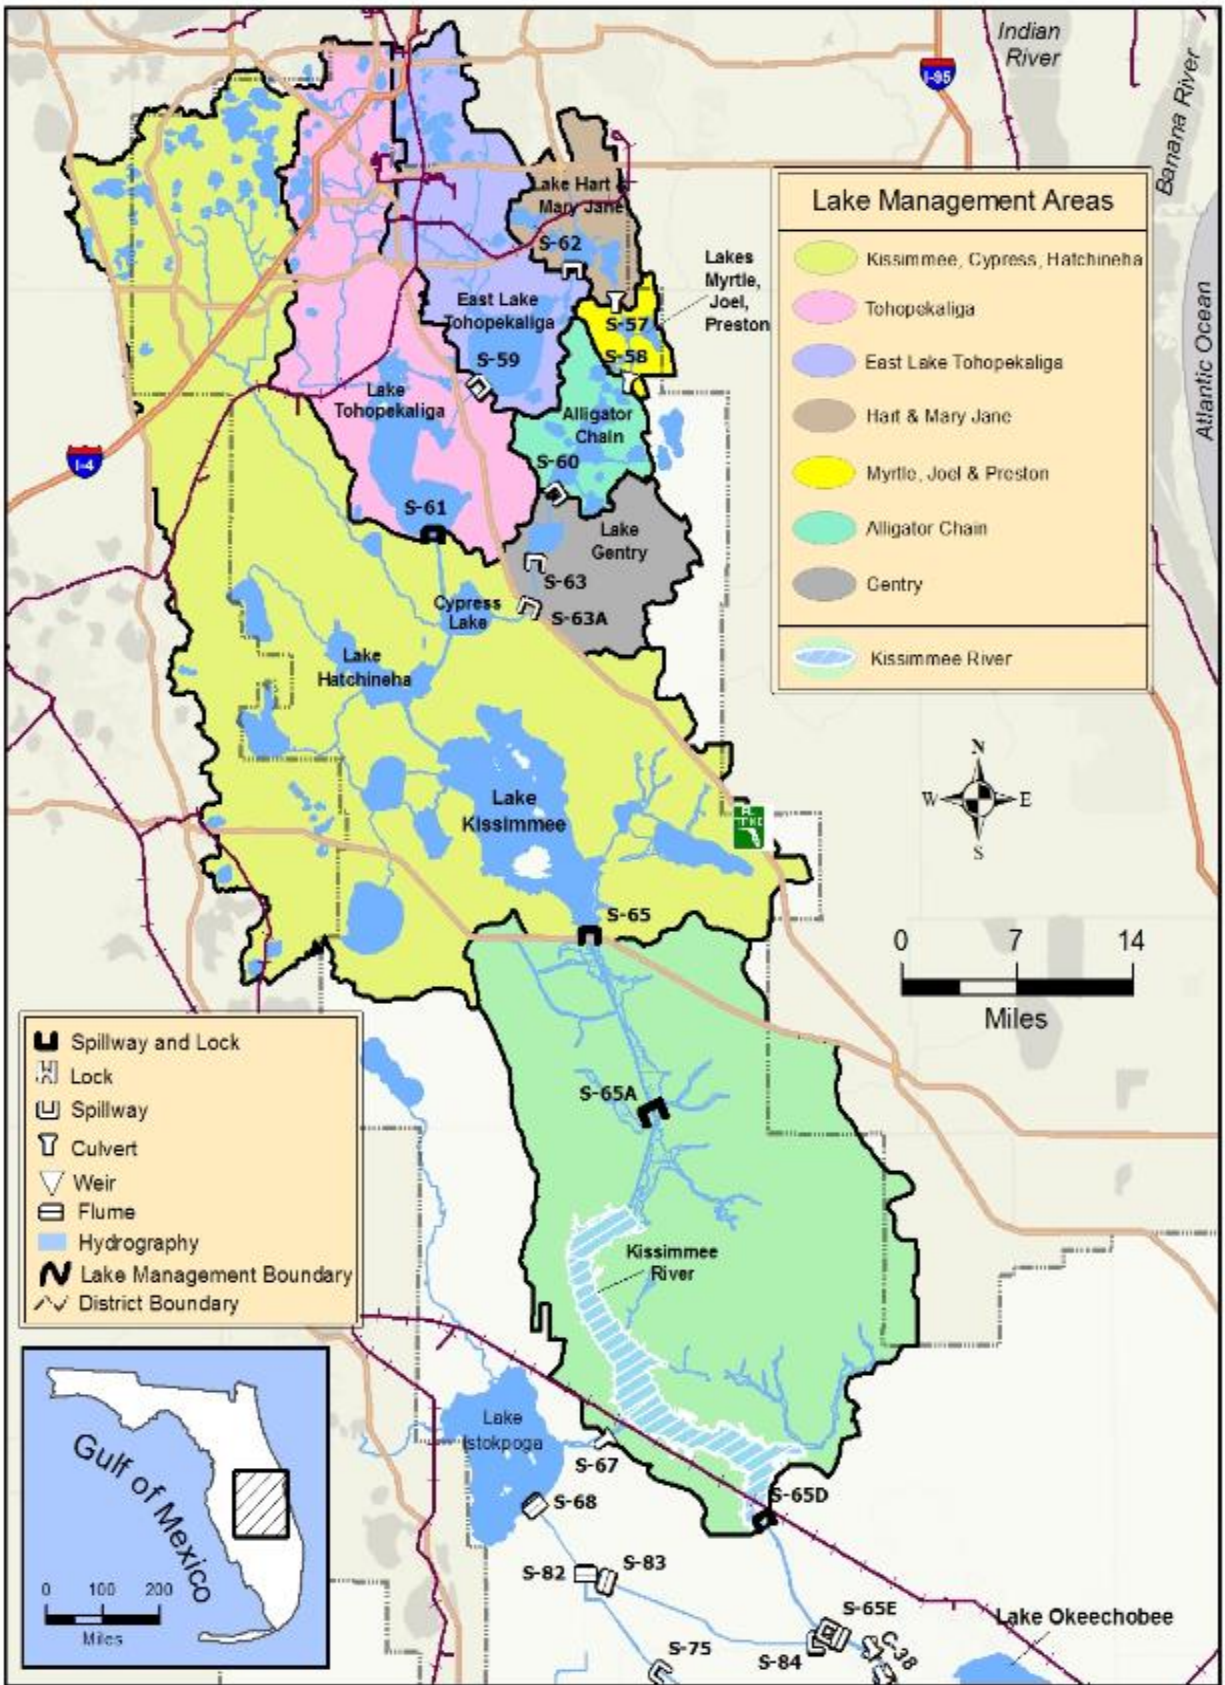 Indian
River
I-95
Banana River
Atlantic Ocean
Lake Management Areas
Kissimmee, Cypress, Hatchineha
Tohopekaliga
East Lake Tohopekaliga
Hart & Mary Jane
Myrtle, Joel & Preston
Alligator Chain
Gentry
Kissimmee River
Lake Hart &
Mary Jane
S-62
Lakes
Myrtle,
Joel,
Preston
East Lake
Tohopekaliga
S-57
S-58
S-59
Lake
Tohopekaliga
Alligator
Chain
I-4
S-60
S-61
Lake
Gentry
S-63
S-63A
Cypress
Lake
Lake
Hatchineha
Lake
Kissimmee
N
W
E
S
S-65
0 7 14
Miles
Spillway and Lock
Lock
Spillway
Culvert
Weir
Flume
Hydrography
Lake Management Boundary
District Boundary
S-65A
Kissimmee
River
Gulf of Mexico
0 100 200
Miles
Lake
Istokpoga
S-67
S-68
S-65D
S-82
S-83
S-65E
S-84
C-38
S-75
Lake Okeechobee